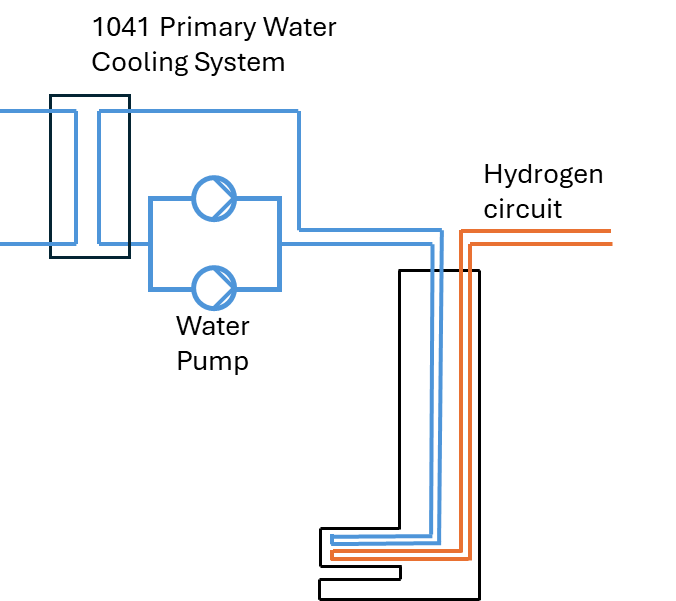 1041 Primary Water
Cooling System
Hydrogen
circuit
Water
Pump